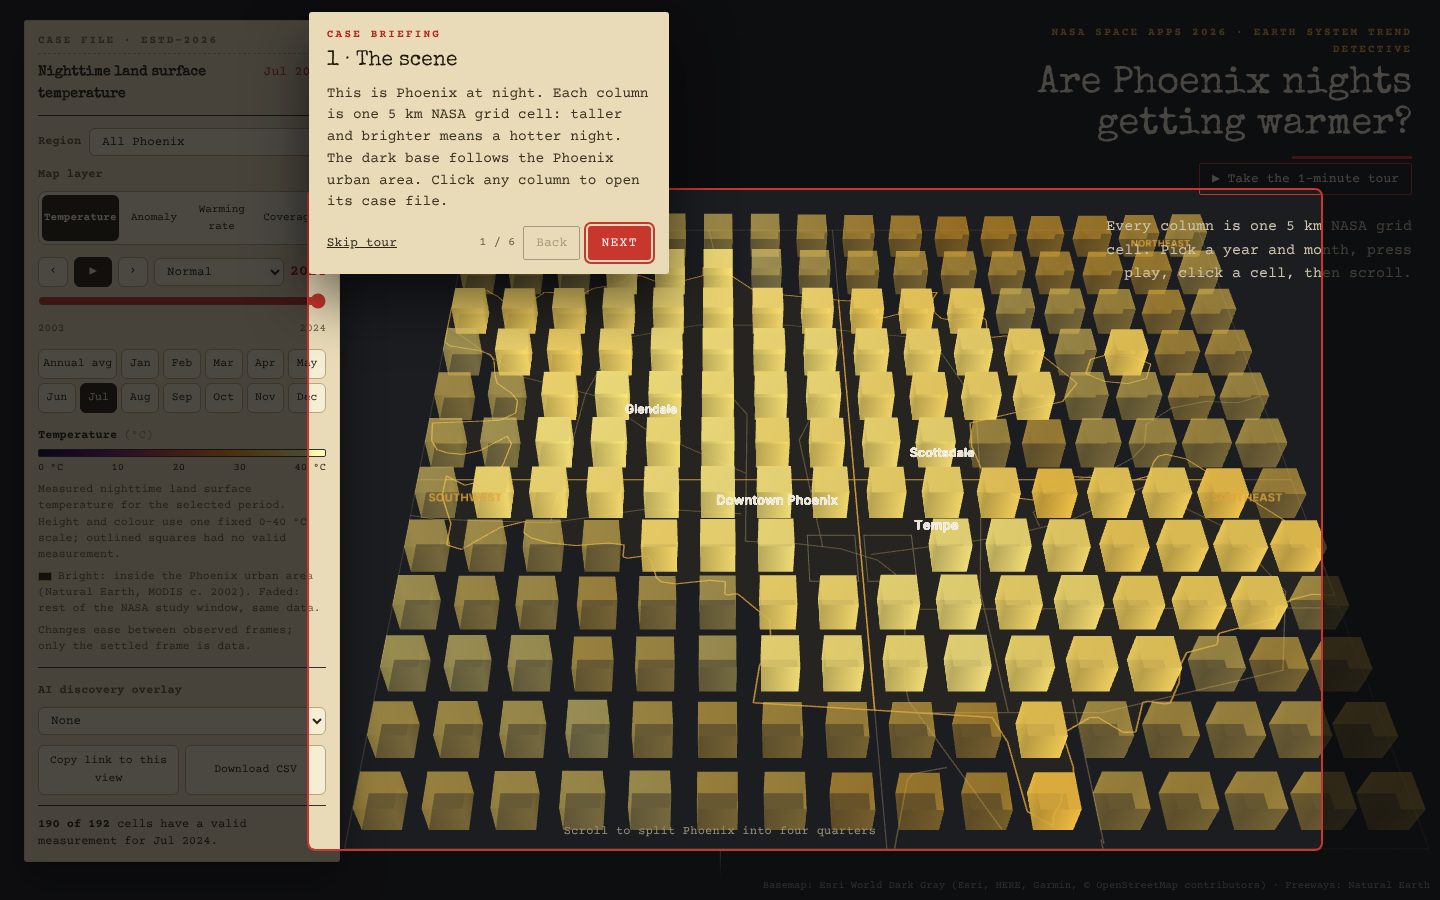 CASE FILE · ESTD-2026
Nighttime land surface
temperature
Jul 20
Region
All Phoenix
Map layer
Temperature
Anomaly
Warming
rate
Coverag
‹
▶
›
Normal
20
2003
2024
Annual avg
Jan
Feb
Mar
Apr
May
Jun
Jul
Aug
Sep
Oct
Nov
Dec
Temperature (°C)
0 °C
10
20
30
40 °C
Measured nighttime land surface
temperature for the selected period.
Height and colour use one fixed 0–40 °C
scale; outlined squares had no valid
measurement.
Bright: inside the Phoenix urban area
(Natural Earth, MODIS c. 2002). Faded:
rest of the NASA study window, same data.
Changes ease between observed frames;
only the settled frame is data.
AI discovery overlay
None
Copy link to this
view
Download CSV
190 of 192 cells have a valid
measurement for Jul 2024.
CASE BRIEFING
1 · The scene
This is Phoenix at night. Each column
is one 5 km NASA grid cell: taller
and brighter means a hotter night.
The dark base follows the Phoenix
urban area. Click any column to open
its case file.
Skip tour
1 / 6
Back
NEXT
NASA SPACE APPS 2026 · EARTH SYSTEM TREND
DETECTIVE
Are Phoenix nights
getting warmer?
▶ Take the 1-minute tour
Every column is one 5 km NASA grid
cell. Pick a year and month, press
play, click a cell, then scroll.
NORTHEAST
Glendale
Scottsdale
SOUTHWEST
Downtown Phoenix
SOUTHEAST
Tempe
Scroll to split Phoenix into four quarters
Basemap: Esri World Dark Gray (Esri, HERE, Garmin, © OpenStreetMap contributors) · Freeways: Natural Earth